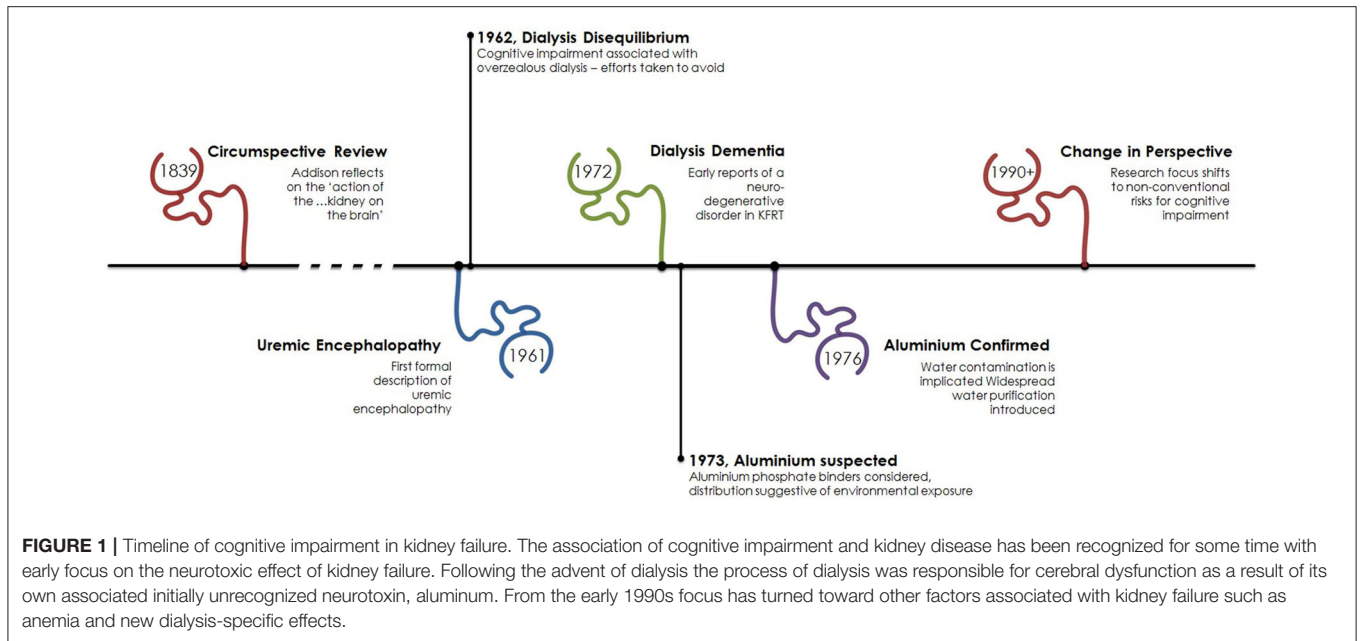 1962, Dialysis Disequilibrium
Cognitive impairment associated with
overzealous dialysis – efforts taken to avoid
1839
Circumspective Review
Addison reflects
on the 'action of
the ...kidney on
the brain'
1972
Dialysis Dementia
Early reports of a
neuro-
degenerative
disorder in KFRT
1990+
Change in Perspective
Research focus shifts
to non-conventional
risks for cognitive
impairment
Uremic Encephalopathy
First formal
description of
uremic
encephalopathy
1961
1976
Aluminium Confirmed
Water contamination is
implicated Widespread
water purification
introduced
1973, Aluminium suspected
Aluminium phosphate binders considered,
distribution suggestive of environmental exposure
FIGURE 1 | Timeline of cognitive impairment in kidney failure. The association of cognitive impairment and kidney disease has been recognized for some time with
early focus on the neurotoxic effect of kidney failure. Following the advent of dialysis the process of dialysis was responsible for cerebral dysfunction as a result of its
own associated initially unrecognized neurotoxin, aluminum. From the early 1990s focus has turned toward other factors associated with kidney failure such as
anemia and new dialysis-specific effects.